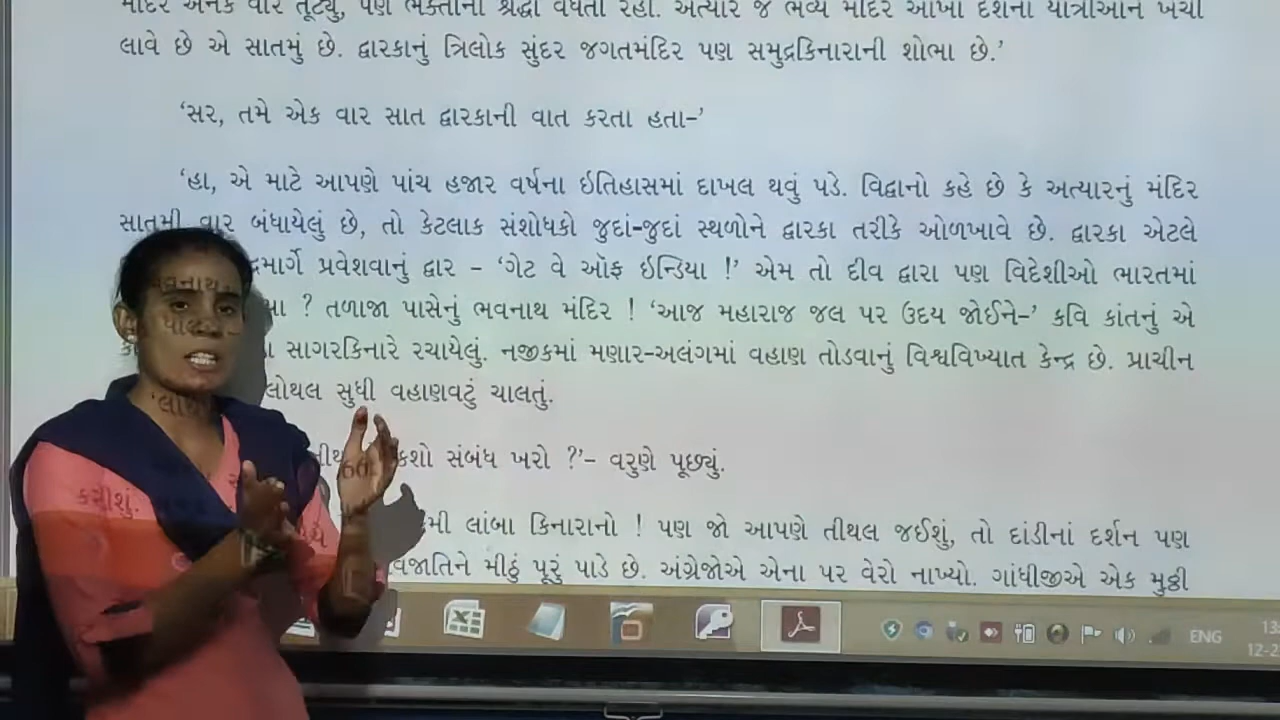 મંદિર અનેક વાર તૂટ્યું, પણ ભક્તોની શ્રદ્ધા વધતી રહી. અત્યારે જે ભવ્ય મંદિર આખા દેશના યાત્રીઓને ખેંચી
લાવે છે એ સાતમું છે. દ્વારકાનું ત્રિલોક સુંદર જગતમંદિર પણ સમુદ્રકિનારાની શોભા છે.’
‘સર, તમે એક વાર સાત દ્વારકાની વાત કરતા હતા–’
‘હા, એ માટે આપણે પાંચ હજાર વર્ષના ઇતિહાસમાં દાખલ થવું પડે. વિદ્વાનો કહે છે કે અત્યારનું મંદિર
સાતમી વાર બંધાયેલું છે, તો કેટલાક સંશોધકો જુદાં-જુદાં સ્થળોને દ્વારકા તરીકે ઓળખાવે છે. દ્વારકા એટલે
પ્રવેશવાનું દ્વાર – ‘ગેટ વે ઑફ ઇન્ડિયા !’ એમ તો દીવ દ્વારા પણ વિદેશીઓ ભારતમાં
? તળાજા પાસેનું ભવનાથ મંદિર ! ‘આજ મહારાજ જલ પર ઉદય જોઈને–’ કવિ કાંતનું એ
સાગરકિનારે રચાયેલું. નજીકમાં મણાર-અલંગમાં વહાણ તોડવાનું વિશ્વવિખ્યાત કેન્દ્ર છે. પ્રાચીન
લોથલ સુધી વહાણવટું ચાલતું.
કશો સંબંધ ખરો ?’– વરુણે પૂછ્યું.
લાંબા કિનારાનો ! પણ જો આપણે તીથલ જઈશું, તો દાંડીનાં દર્શન પણ
કરીશું.
મીઠું પૂરું પાડે છે. અંગ્રેજોએ એના પર વેરો નાખ્યો. ગાંધીજીએ એક મુઠ્ઠી
ENG